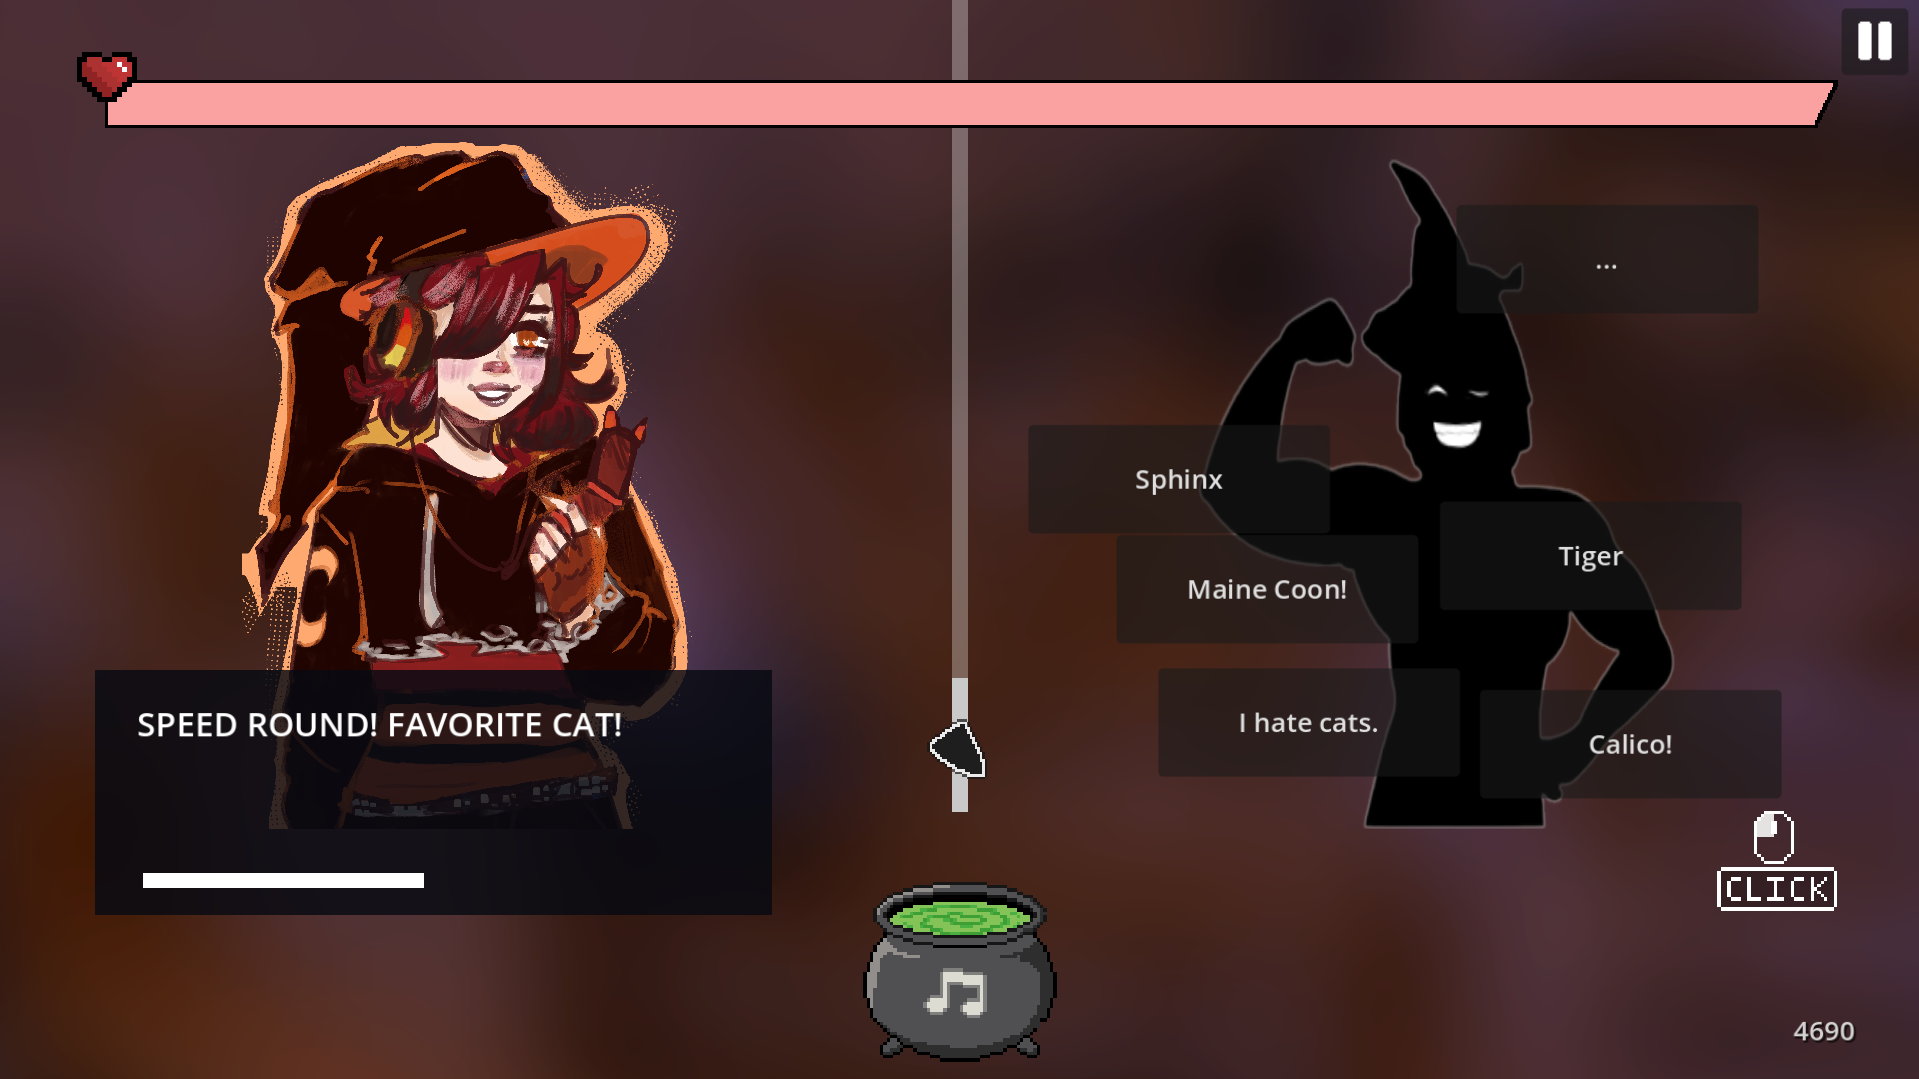 SPEED ROUND! FAVORITE CAT!
...
Sphinx
Tiger
Maine Coon!
I hate cats.
Calico!
CLICK
4690